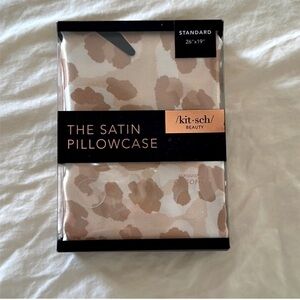 STANDARD
26"x19"
/kit·sch/
BEAUTY
THE SATIN
PILLOWCASE